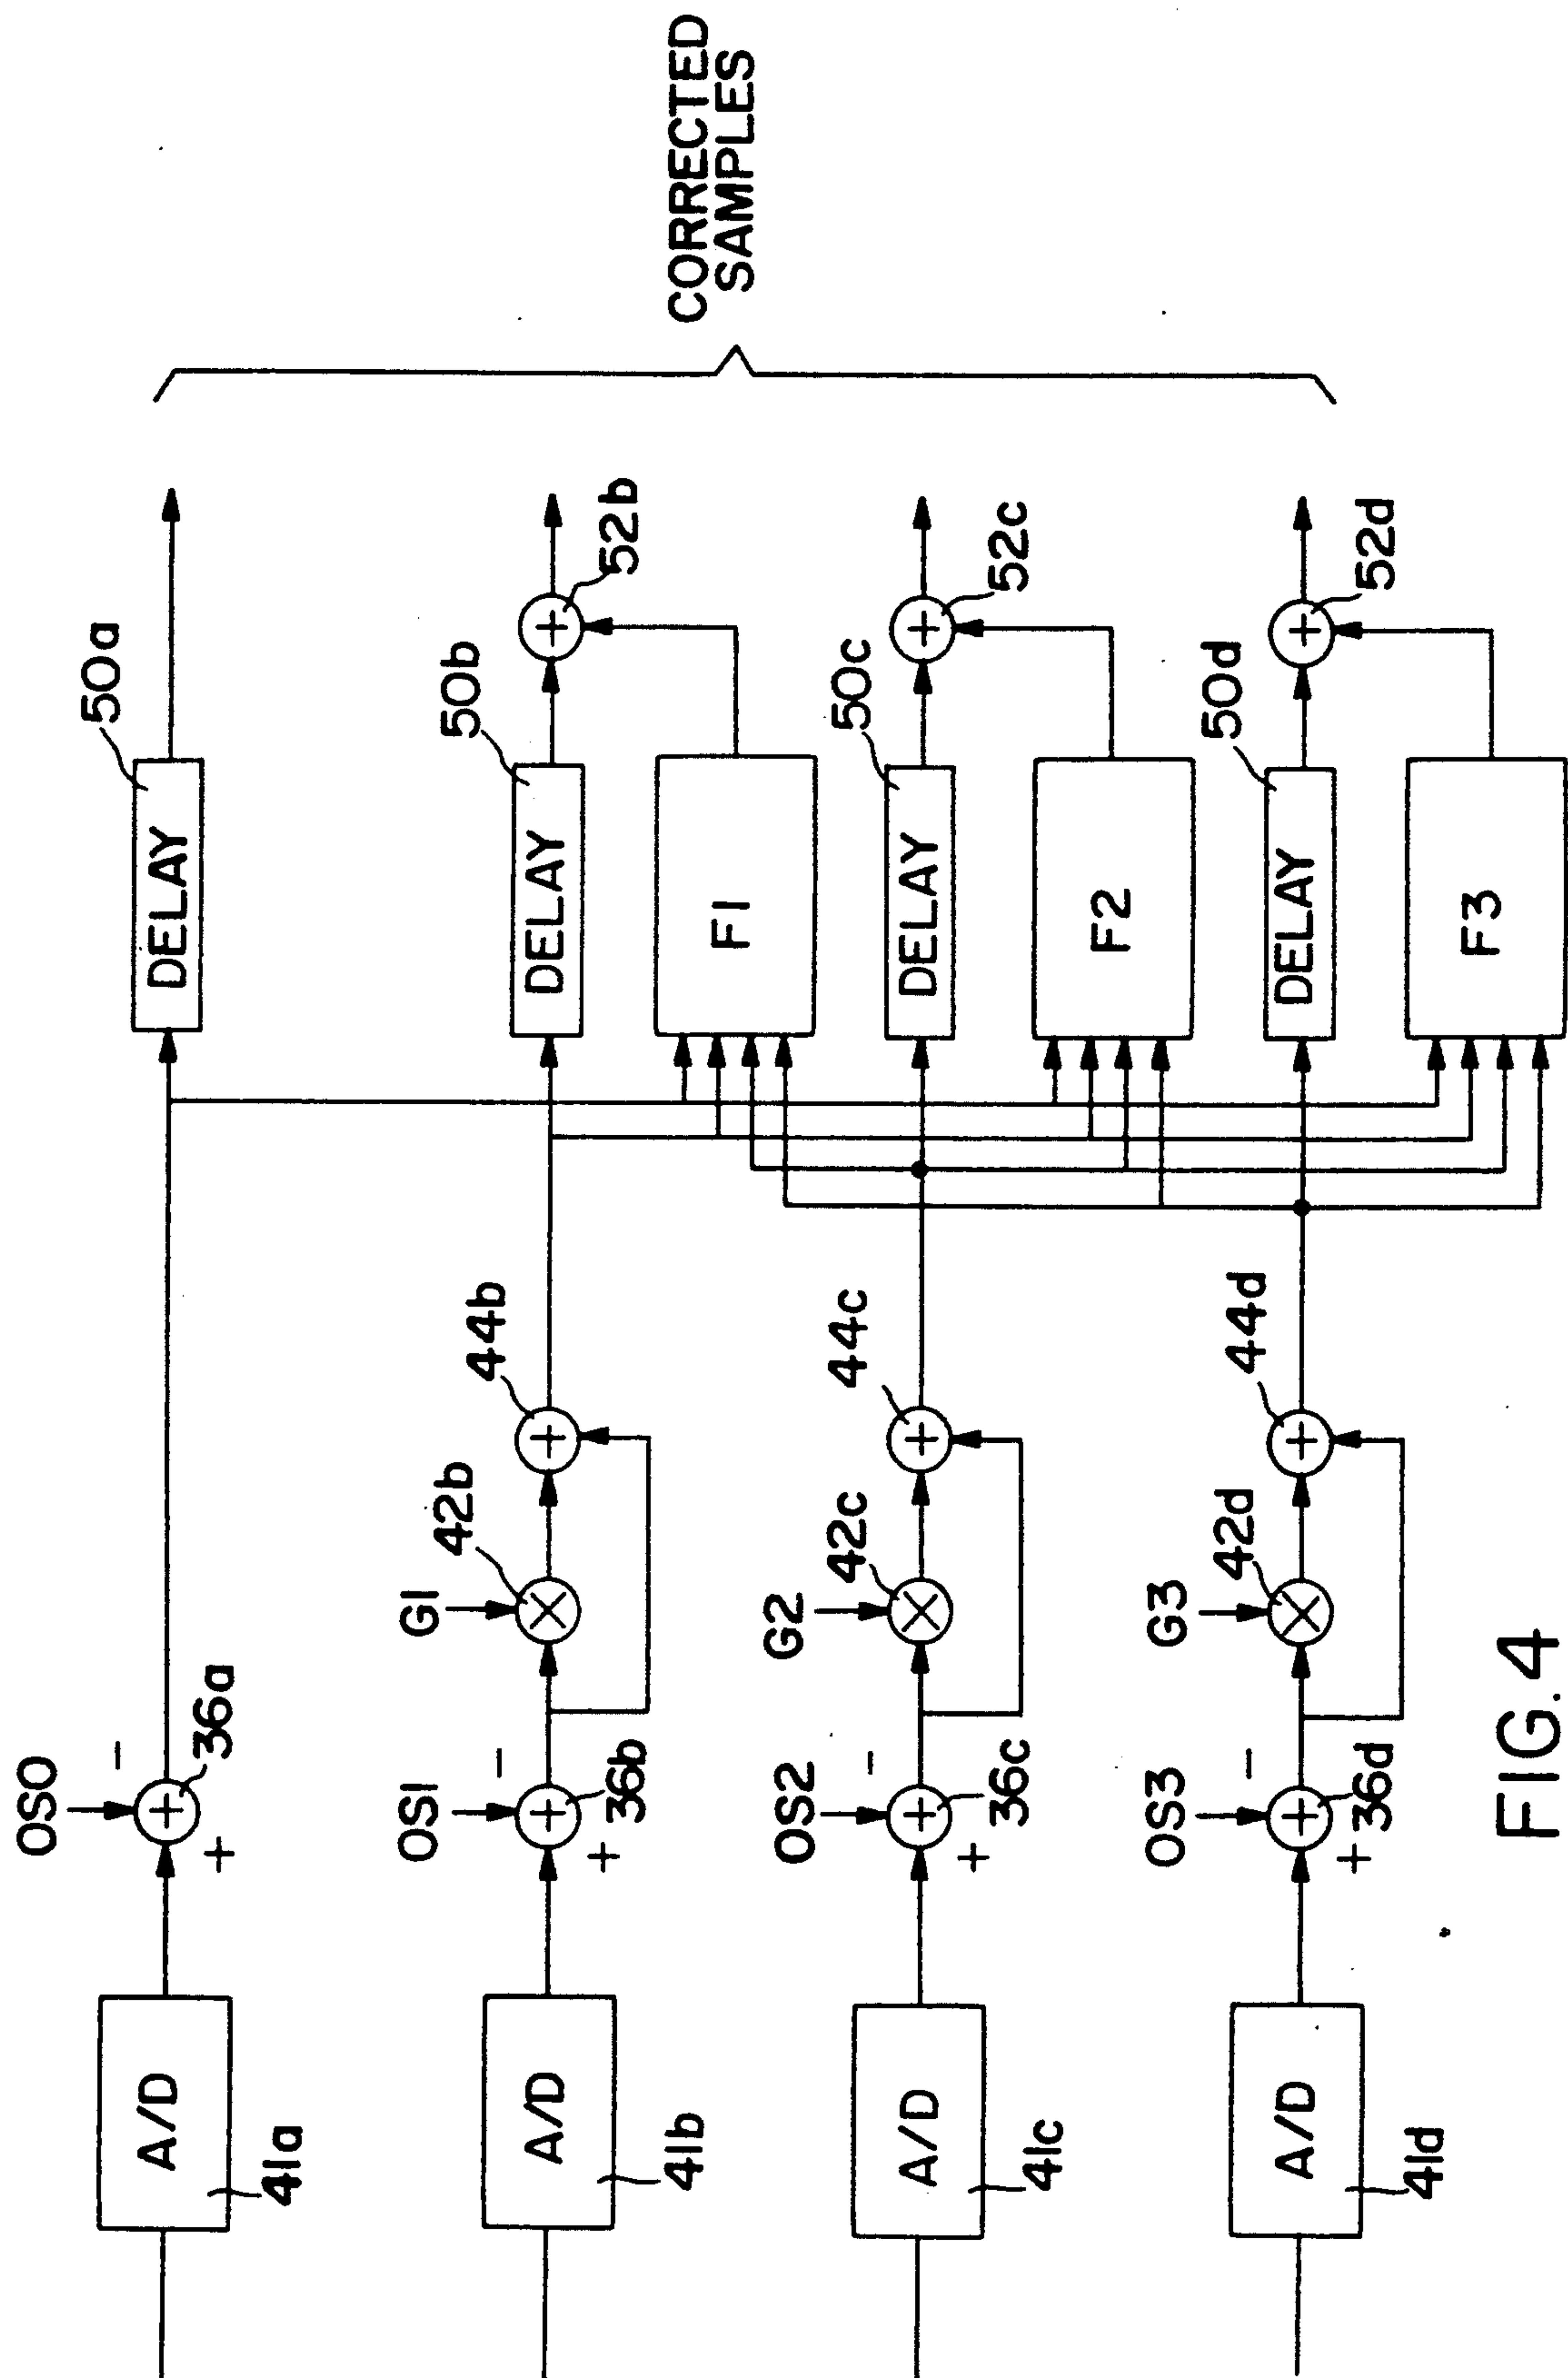 OS0
-
+
A/D
41a
36a
DELAY
50a
OS1
-
+
A/D
41b
36b
G1
42b
44b
DELAY
50b
52b
F1
OS2
-
+
A/D
41c
36c
G2
42c
44c
DELAY
50c
52c
F2
OS3
-
+
A/D
41d
36d
G3
42d
44d
DELAY
50d
52d
F3
CORRECTED
SAMPLES
FIG. 4